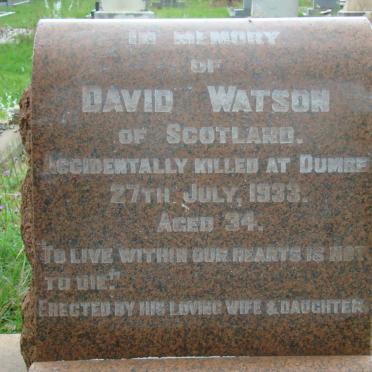 IN MEMORY
OF
DAVID WATSON
OF SCOTLAND.
ACCIDENTALLY KILLED AT DUMBE
27TH JULY, 1933.
AGED 34.
"TO LIVE WITHIN OUR HEARTS IS NOT
TO DIE."
ERECTED BY HIS LOVING WIFE & DAUGHTER